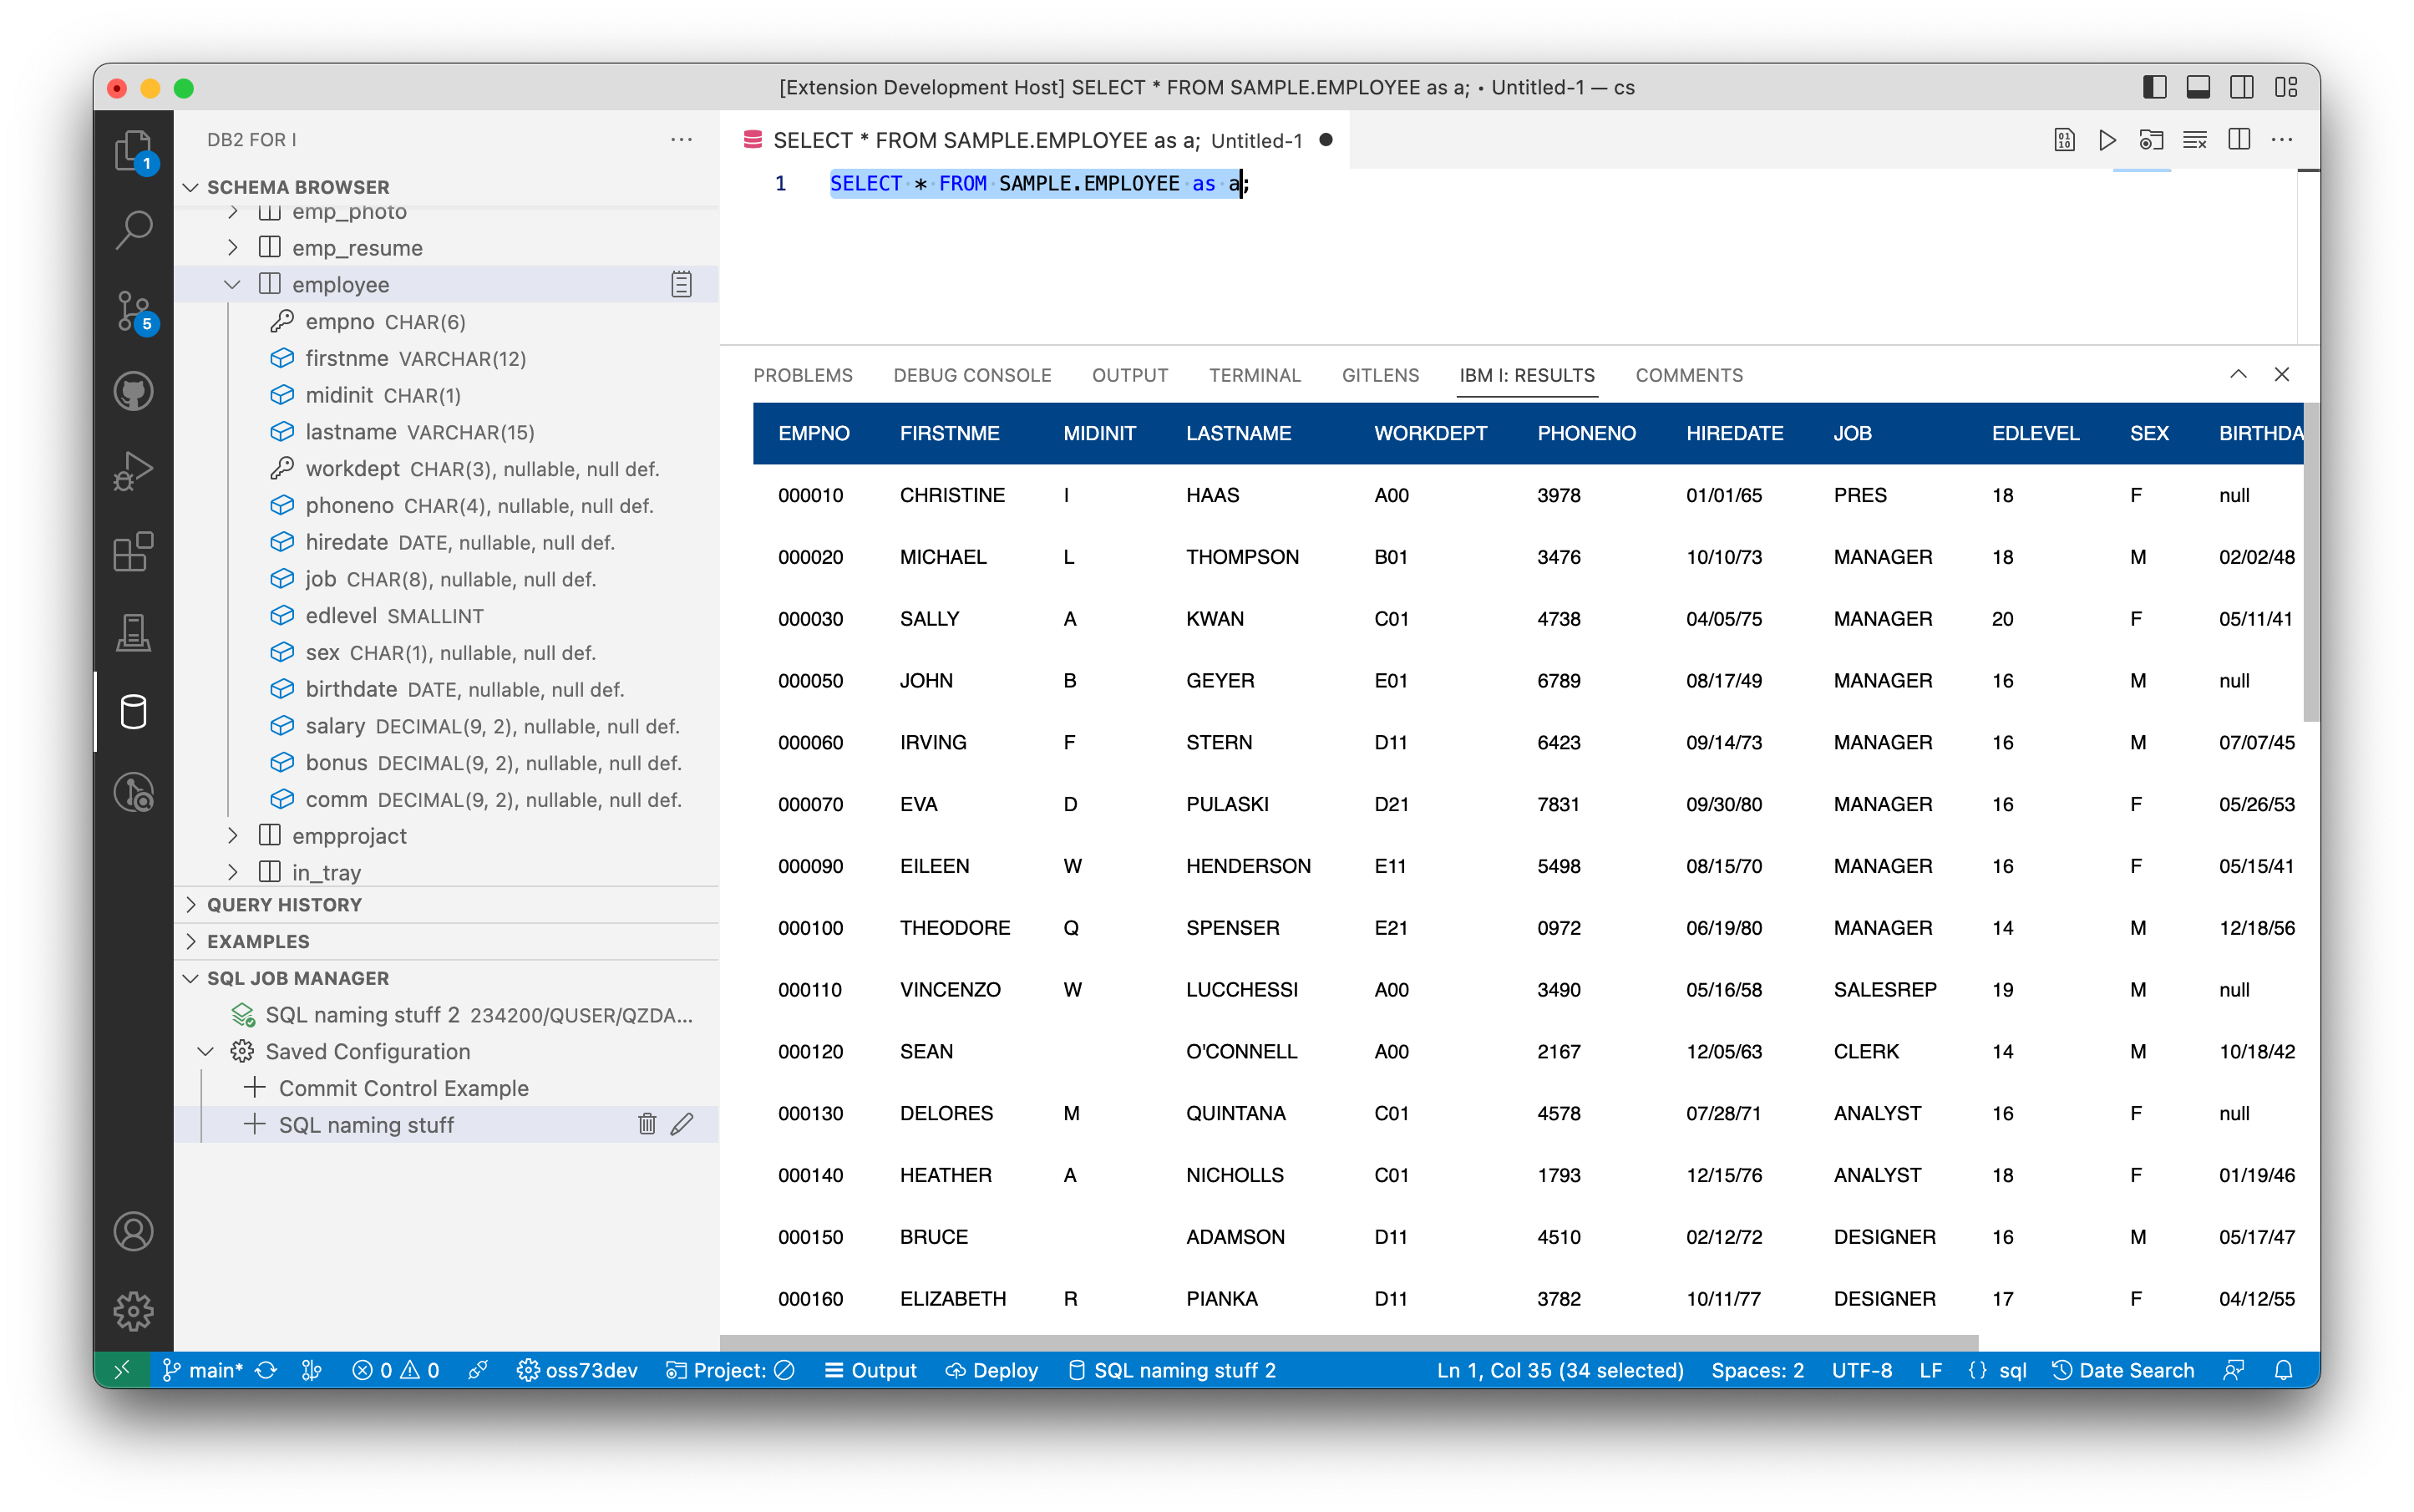 [Extension Development Host] SELECT * FROM SAMPLE.EMPLOYEE as a; • Untitled-1 — cs
1
5
DB2 FOR I
SCHEMA BROWSER
emp_photo
emp_resume
employee
empno CHAR(6)
firstnme VARCHAR(12)
midinit CHAR(1)
lastname VARCHAR(15)
workdept CHAR(3), nullable, null def.
phoneno CHAR(4), nullable, null def.
hiredate DATE, nullable, null def.
job CHAR(8), nullable, null def.
edlevel SMALLINT
sex CHAR(1), nullable, null def.
birthdate DATE, nullable, null def.
salary DECIMAL(9, 2), nullable, null def.
bonus DECIMAL(9, 2), nullable, null def.
comm DECIMAL(9, 2), nullable, null def.
empprojact
in_tray
QUERY HISTORY
EXAMPLES
SQL JOB MANAGER
SQL naming stuff 2 234200/QUSER/QZDA...
Saved Configuration
Commit Control Example
SQL naming stuff
SELECT * FROM SAMPLE.EMPLOYEE as a; Untitled-1
1 SELECT * FROM SAMPLE.EMPLOYEE as a;
PROBLEMS DEBUG CONSOLE OUTPUT TERMINAL GITLENS IBM I: RESULTS COMMENTS
EMPNO FIRSTNME MIDINIT LASTNAME WORKDEPT PHONENO HIREDATE JOB EDLEVEL SEX BIRTHDA
000010 CHRISTINE I HAAS A00 3978 01/01/65 PRES 18 F null
000020 MICHAEL L THOMPSON B01 3476 10/10/73 MANAGER 18 M 02/02/48
000030 SALLY A KWAN C01 4738 04/05/75 MANAGER 20 F 05/11/41
000050 JOHN B GEYER E01 6789 08/17/49 MANAGER 16 M null
000060 IRVING F STERN D11 6423 09/14/73 MANAGER 16 M 07/07/45
000070 EVA D PULASKI D21 7831 09/30/80 MANAGER 16 F 05/26/53
000090 EILEEN W HENDERSON E11 5498 08/15/70 MANAGER 16 F 05/15/41
000100 THEODORE Q SPENSER E21 0972 06/19/80 MANAGER 14 M 12/18/56
000110 VINCENZO W LUCCHESSI A00 3490 05/16/58 SALESREP 19 M null
000120 SEAN O'CONNELL A00 2167 12/05/63 CLERK 14 M 10/18/42
000130 DELORES M QUINTANA C01 4578 07/28/71 ANALYST 16 F null
000140 HEATHER A NICHOLLS C01 1793 12/15/76 ANALYST 18 F 01/19/46
000150 BRUCE ADAMSON D11 4510 02/12/72 DESIGNER 16 M 05/17/47
000160 ELIZABETH R PIANKA D11 3782 10/11/77 DESIGNER 17 F 04/12/55
main* 0 0 oss73dev Project: Output Deploy SQL naming stuff 2 Ln 1, Col 35 (34 selected) Spaces: 2 UTF-8 LF {} sql Date Search